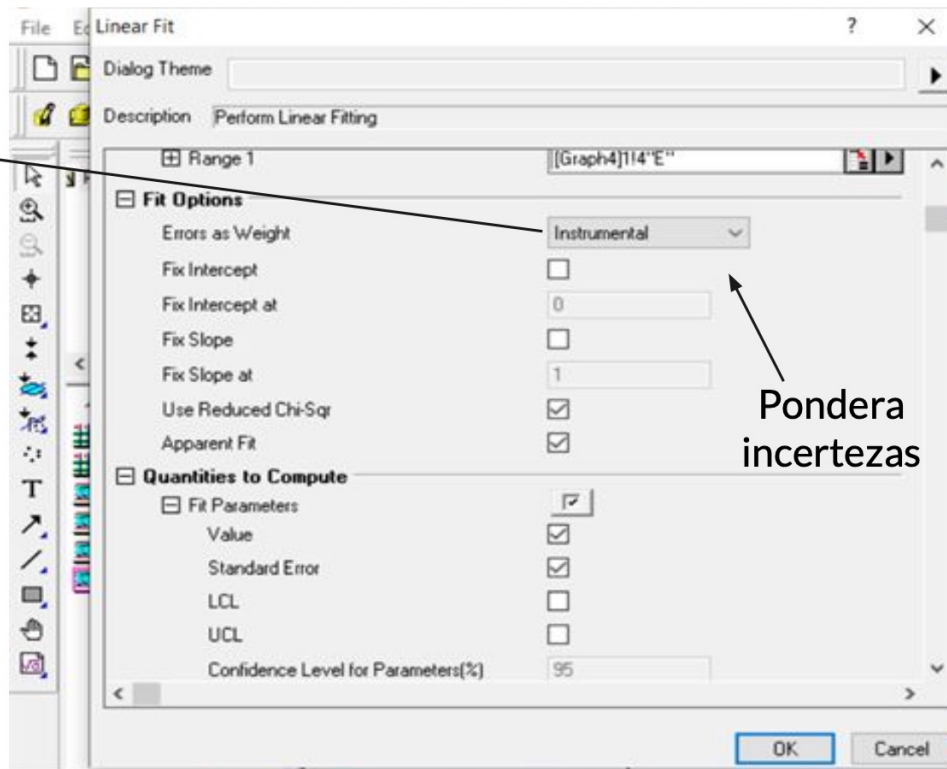 File Ed Linear Fit ? ×
Dialog Theme
Description Perform Linear Fitting
Range 1 [Graph4]1!4"E"
Fit Options
Errors as Weight Instrumental
Fix Intercept
Fix Intercept at 0
Fix Slope
Fix Slope at 1
Use Reduced Chi-Sqr
Apparent Fit
Pondera
incertezas
Quantities to Compute
Fit Parameters
Value
Standard Error
LCL
UCL
Confidence Level for Parameters(%) 95
T
OK Cancel